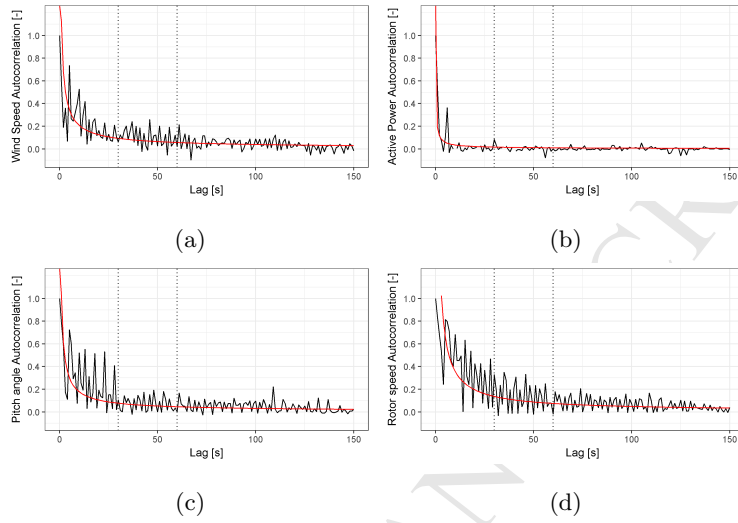 Wind Speed Autocorrelation [-]
1.0
0.8
0.6
0.4
0.2
0.0
0 50 100 150
Lag [s]
(a)
Active Power Autocorrelation [-]
1.0
0.8
0.6
0.4
0.2
0.0
0 50 100 150
Lag [s]
(b)
Pitch angle Autocorrelation [-]
1.0
0.8
0.6
0.4
0.2
0.0
0 50 100 150
Lag [s]
(c)
Rotor speed Autocorrelation [-]
1.0
0.8
0.6
0.4
0.2
0.0
0 50 100 150
Lag [s]
(d)